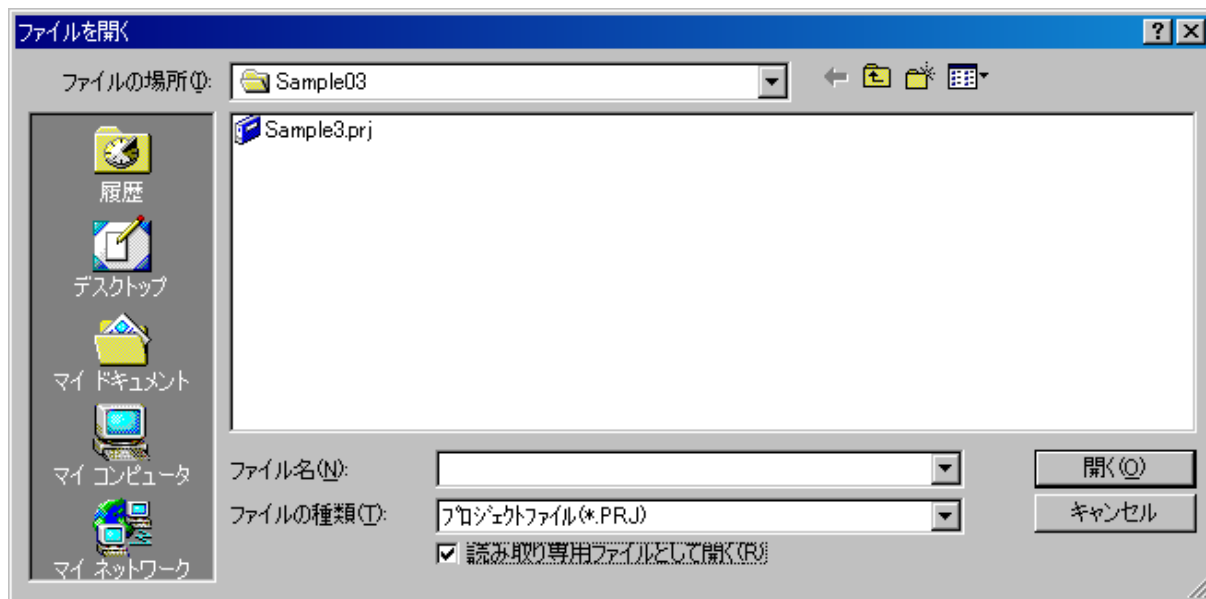 ファイルを開く
ファイルの場所(I):
Sample03
Sample3.prj
履歴
デスクトップ
マイ ドキュメント
マイ コンピュータ
マイ ネットワーク
ファイル名(N):
開く(O)
ファイルの種類(T):
プロジェクトファイル(*.PRJ)
キャンセル
読み取り専用ファイルとして開く(R)